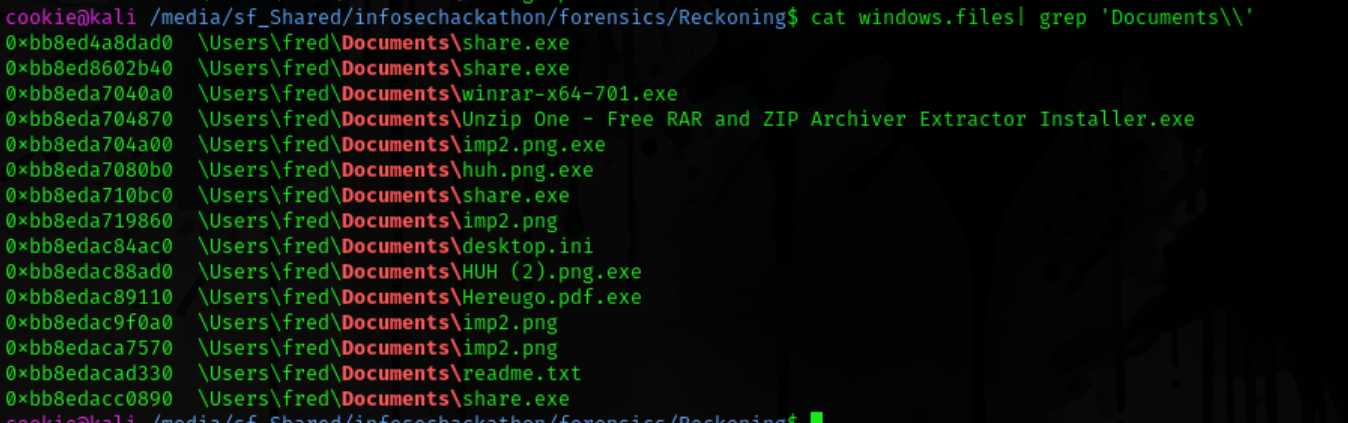 cookie@kali /media/sf_Shared/infosechackathon/forensics/Reckoning$ cat windows.files| grep 'Documents\\'
0×bb8ed4a8dad0 \Users\fred\Documents\share.exe
0×bb8ed8602b40 \Users\fred\Documents\share.exe
0×bb8eda7040a0 \Users\fred\Documents\winrar-x64-701.exe
0×bb8eda704870 \Users\fred\Documents\Unzip One - Free RAR and ZIP Archiver Extractor Installer.exe
0×bb8eda704a00 \Users\fred\Documents\imp2.png.exe
0×bb8eda7080b0 \Users\fred\Documents\huh.png.exe
0×bb8eda710bc0 \Users\fred\Documents\share.exe
0×bb8eda719860 \Users\fred\Documents\imp2.png
0×bb8edac84ac0 \Users\fred\Documents\desktop.ini
0×bb8edac88ad0 \Users\fred\Documents\HUH (2).png.exe
0×bb8edac89110 \Users\fred\Documents\Hereugo.pdf.exe
0×bb8edac9f0a0 \Users\fred\Documents\imp2.png
0×bb8edaca7570 \Users\fred\Documents\imp2.png
0×bb8edacad330 \Users\fred\Documents\readme.txt
0×bb8edacc0890 \Users\fred\Documents\share.exe
cookie@kali /media/sf_Shared/infosechackathon/forensics/Reckoning$